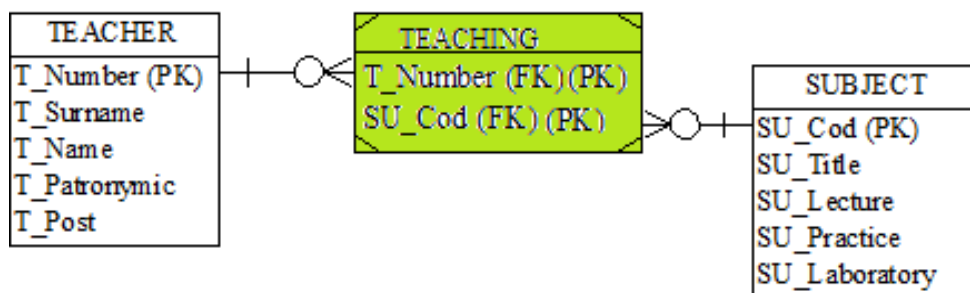 TEACHER
T_Number (PK)
T_Surname
T_Name
T_Patronymic
T_Post
TEACHING
T_Number (FK)(PK)
SU_Cod (FK) (PK)
SUBJECT
SU_Cod (PK)
SU_Title
SU_Lecture
SU_Practice
SU_Laboratory